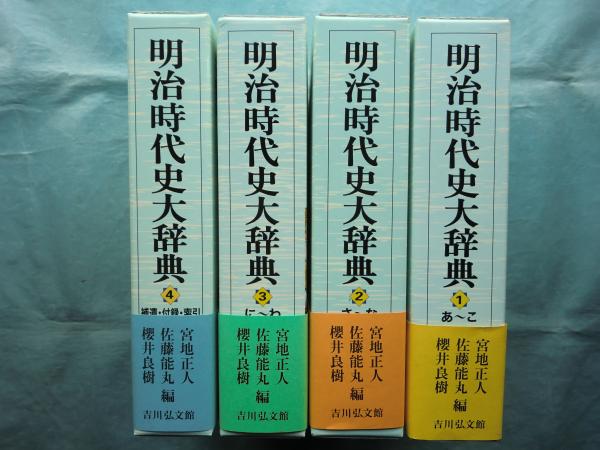 明治時代史大辞典
4
補遺・付録・索引
宮地正人
佐藤能丸 編
櫻井良樹
吉川弘文館
明治時代史大辞典
3
に〜わ
宮地正人
佐藤能丸 編
櫻井良樹
吉川弘文館
明治時代史大辞典
2
さ〜な
宮地正人
佐藤能丸 編
櫻井良樹
吉川弘文館
明治時代史大辞典
1
あ〜こ
宮地正人
佐藤能丸 編
櫻井良樹
吉川弘文館